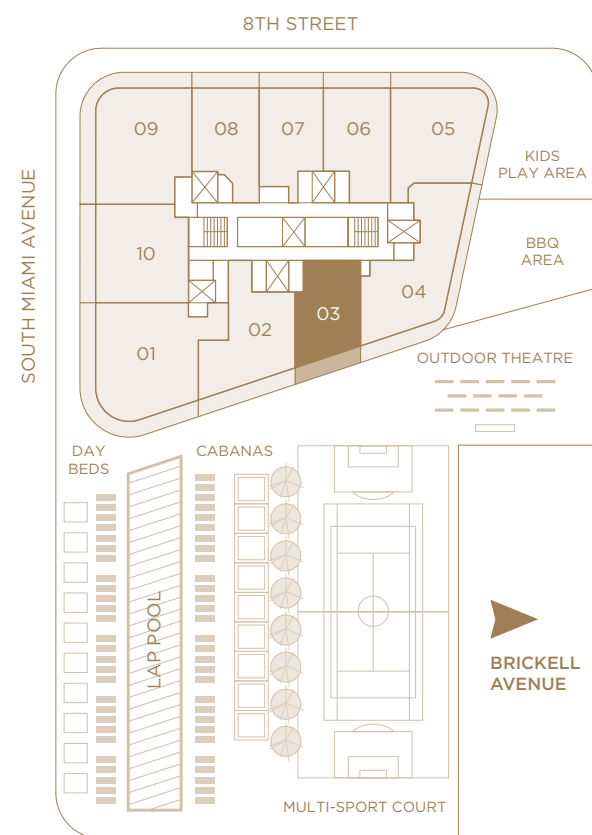 8TH STREET
SOUTH MIAMI AVENUE
09
08
07
06
05
KIDS
PLAY AREA
10
BBQ
AREA
04
03
02
01
OUTDOOR THEATRE
DAY
BEDS
CABANAS
LAP POOL
BRICKELL
AVENUE
MULTI-SPORT COURT